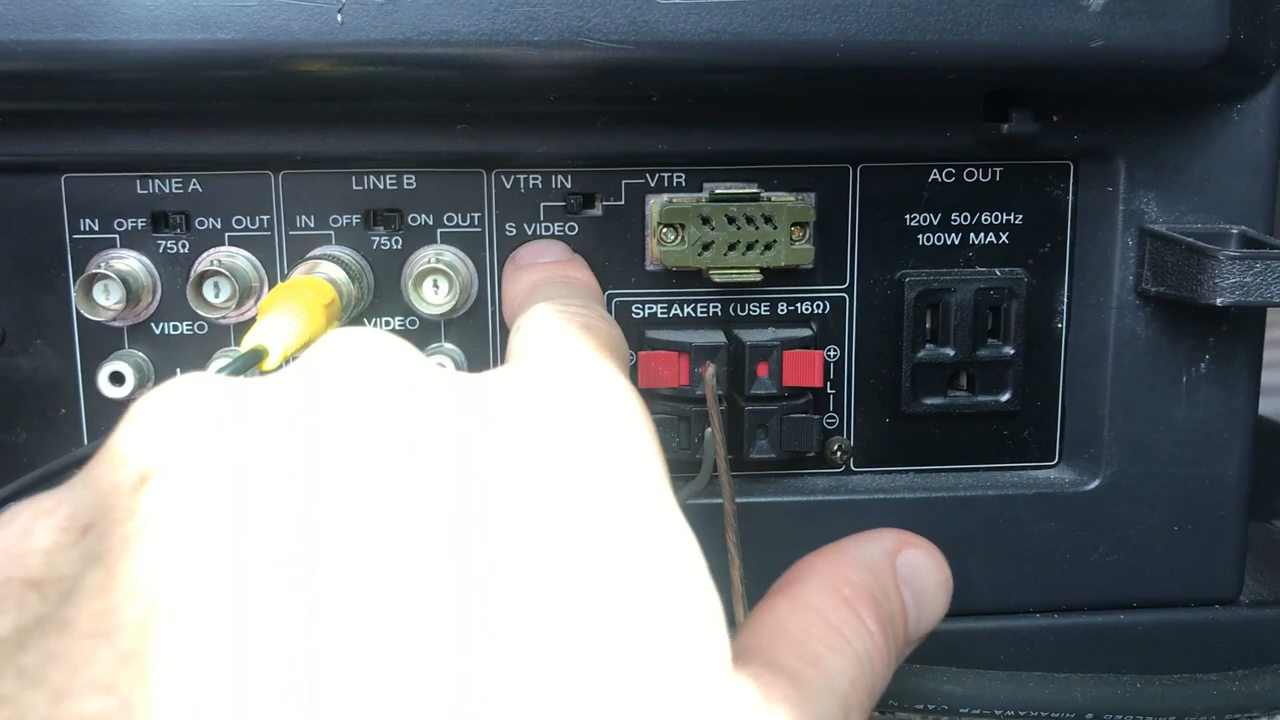 LINE A
IN OFF ON OUT
75Ω
VIDEO
LINE B
IN OFF ON OUT
75Ω
VIDEO
VTR IN
VTR
S VIDEO
SPEAKER (USE 8-16Ω)
⊕
L
⊖
AC OUT
120V 50/60Hz
100W MAX